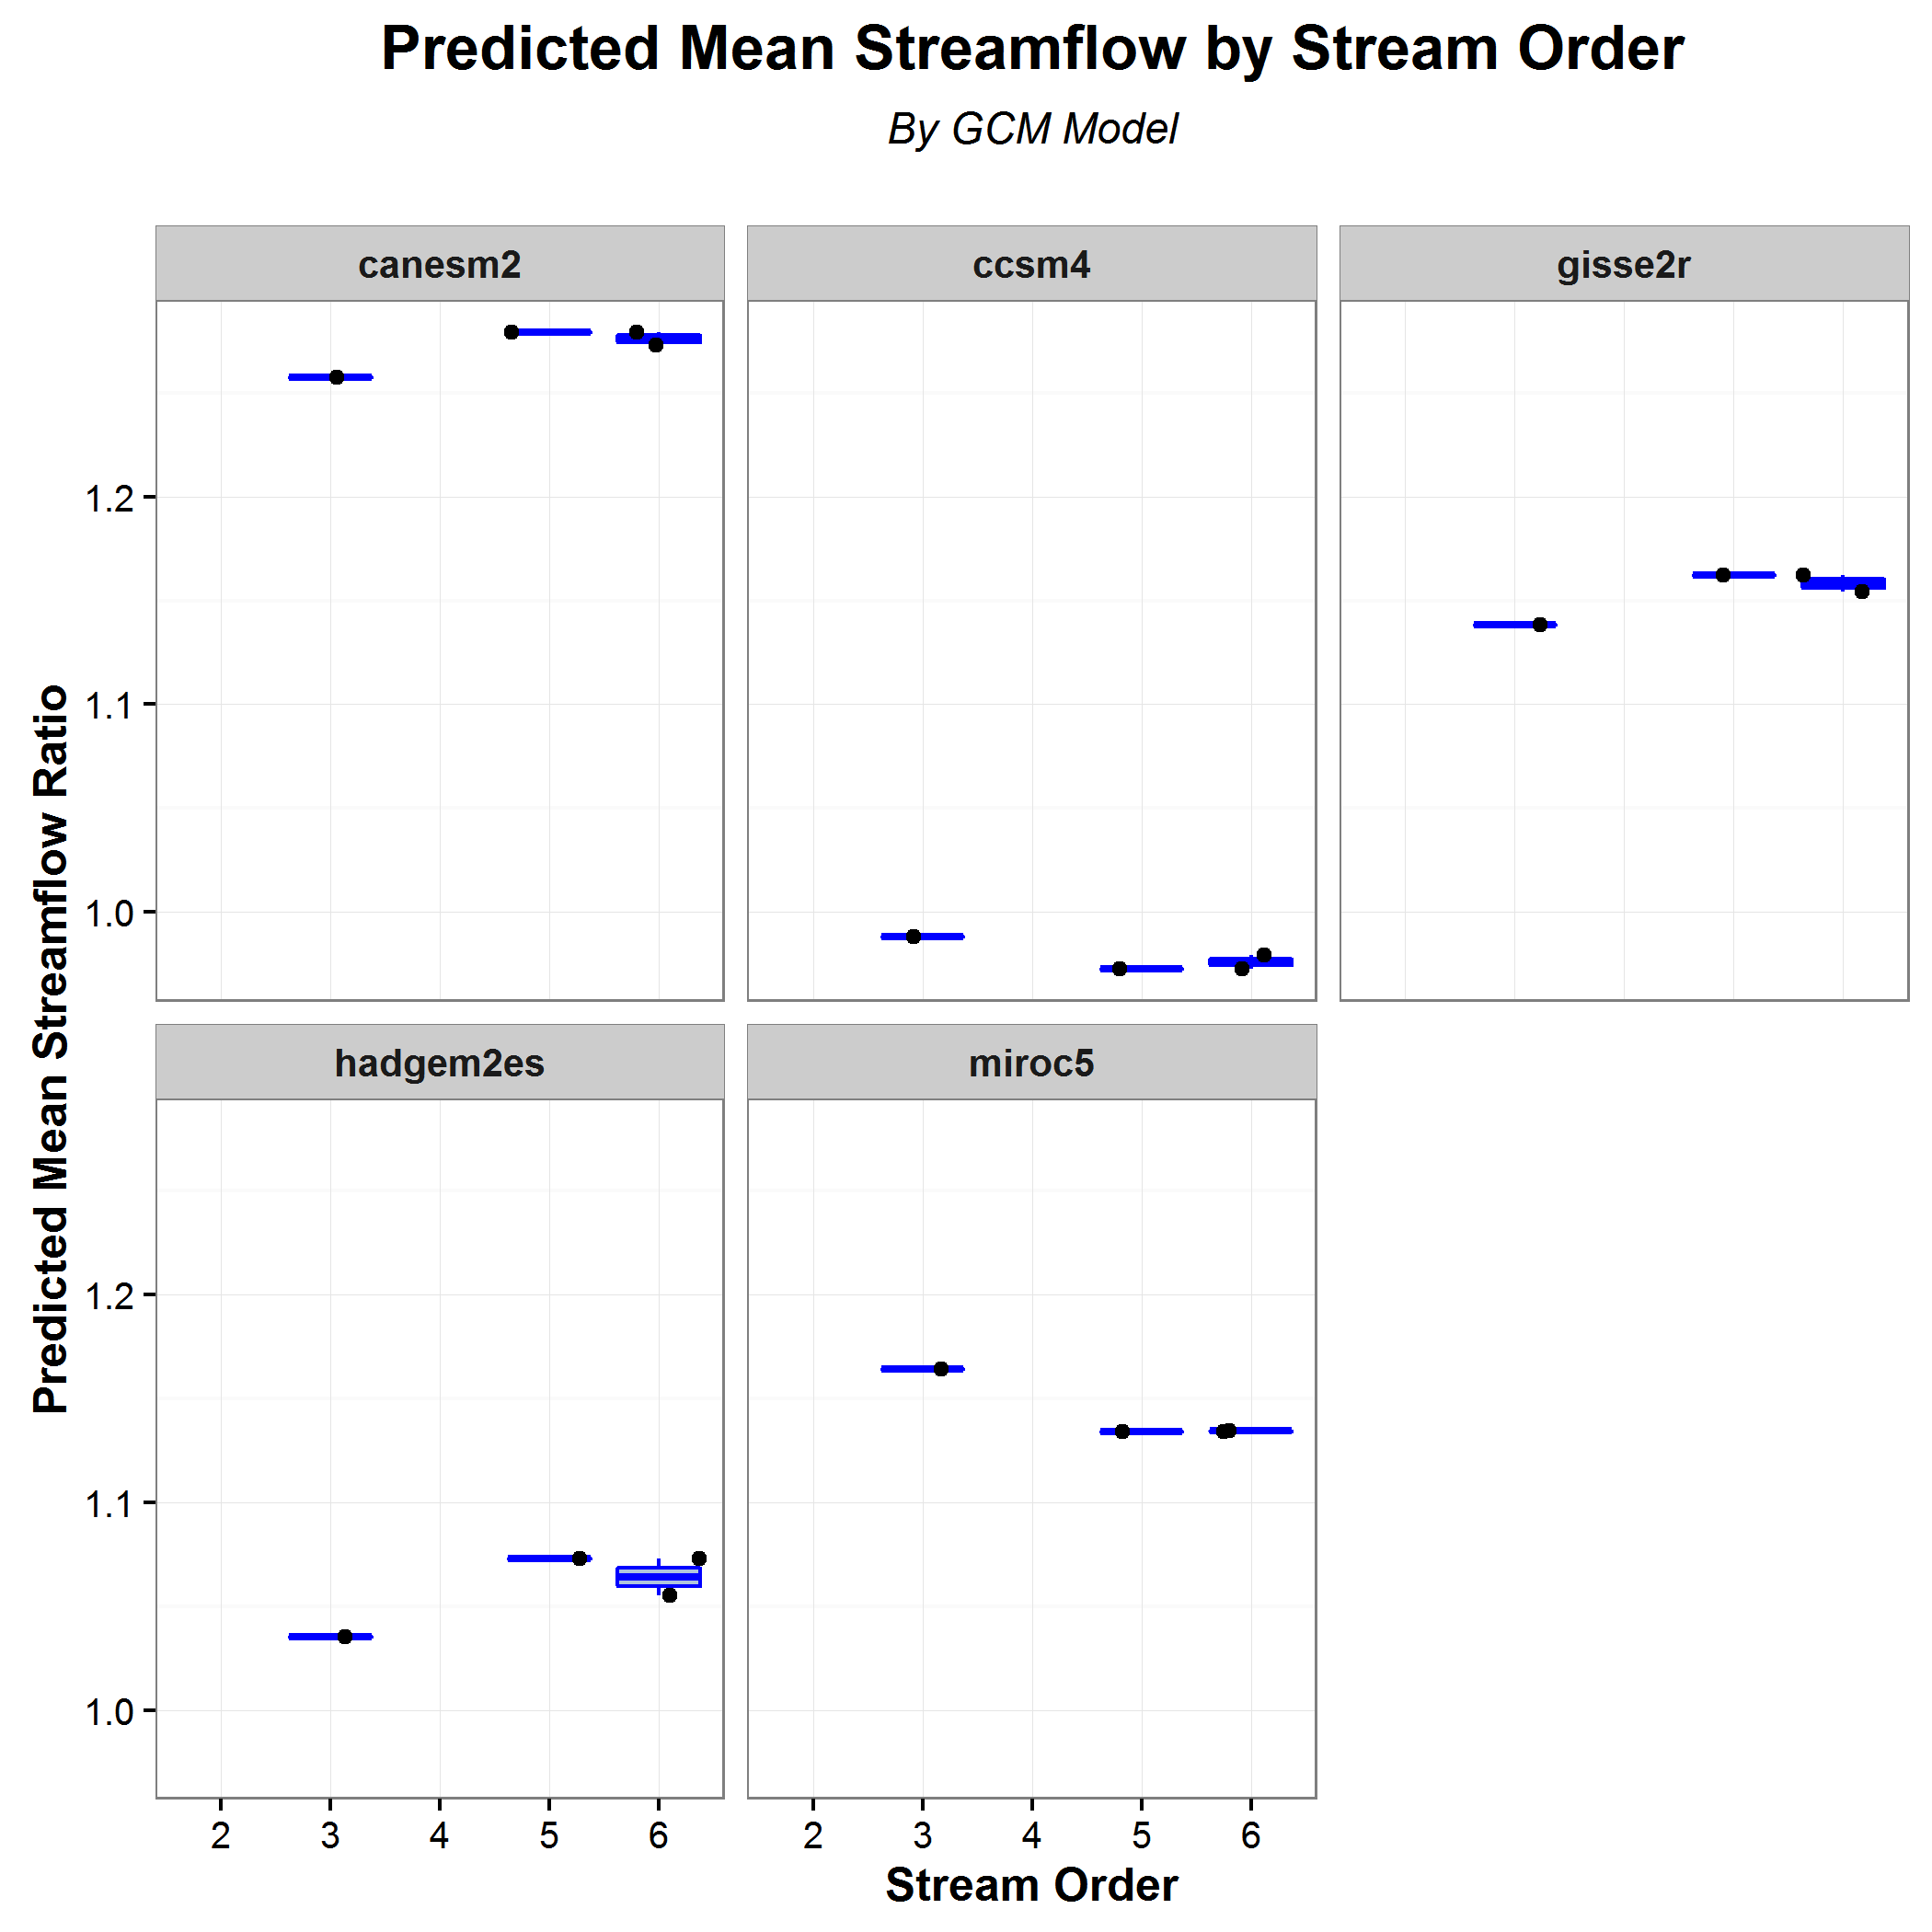 Predicted Mean Streamflow by Stream Order
By GCM Model
canesm2
ccsm4
gisse2r
1.2
1.1
1.0
Predicted Mean Streamflow Ratio
hadgem2es
miroc5
1.2
1.1
1.0
2 3 4 5 6
2 3 4 5 6
Stream Order